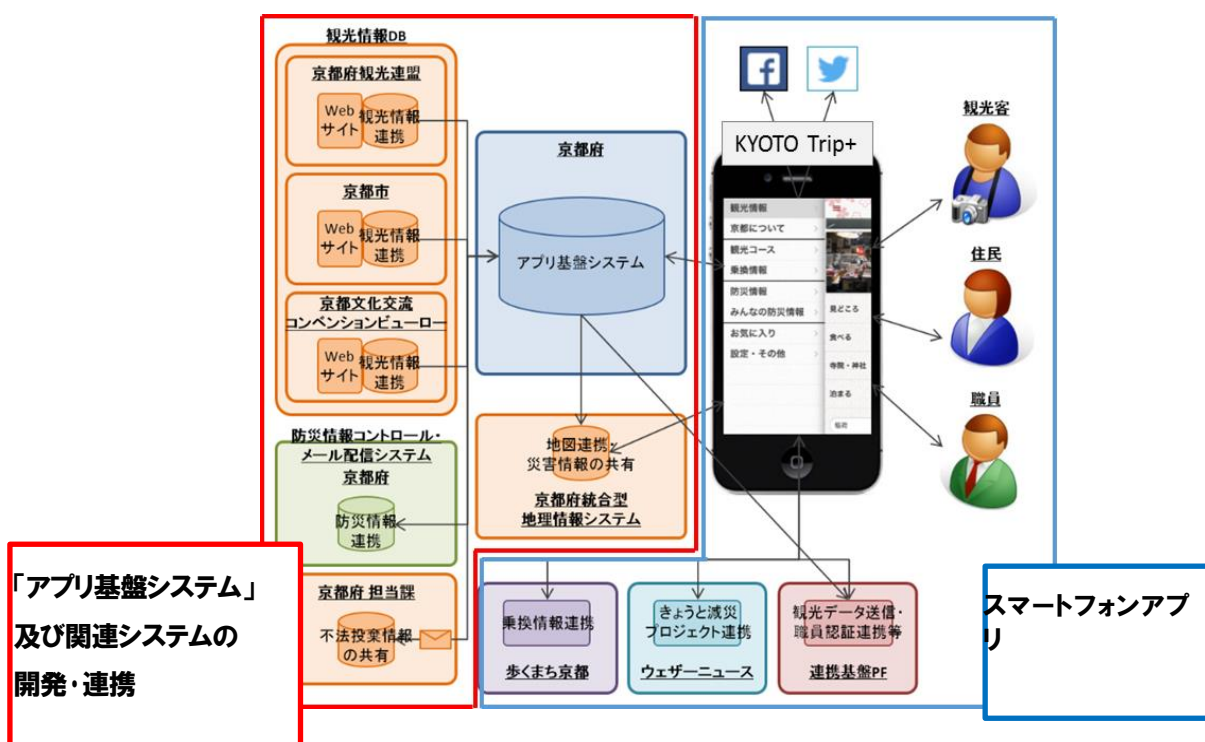 観光情報DB
京都府観光連盟
Web
サイト
観光情報
連携
京都市
Web
サイト
観光情報
連携
京都文化交流
コンベンションビューロー
Web
サイト
観光情報
連携
防災情報コントロール・
メール配信システム
京都府
防災情報
連携
京都府 担当課
不法投棄情報
の共有
京都府
アプリ基盤システム
地図連携・
災害情報の共有
京都府統合型
地理情報システム
KYOTO Trip+
観光情報
京都について
観光コース
乗換情報
防災情報
みんなの防災情報
お気に入り
設定・その他
見どころ
食べる
寺院・神社
泊まる
観光客
住民
職員
乗換情報連携
歩くまち京都
きょうと減災
プロジェクト連携
ウェザーニュース
観光データ送信・
職員認証連携等
連携基盤PF
「アプリ基盤システム」
及び関連システムの
開発・連携
スマートフォンアプ
リ